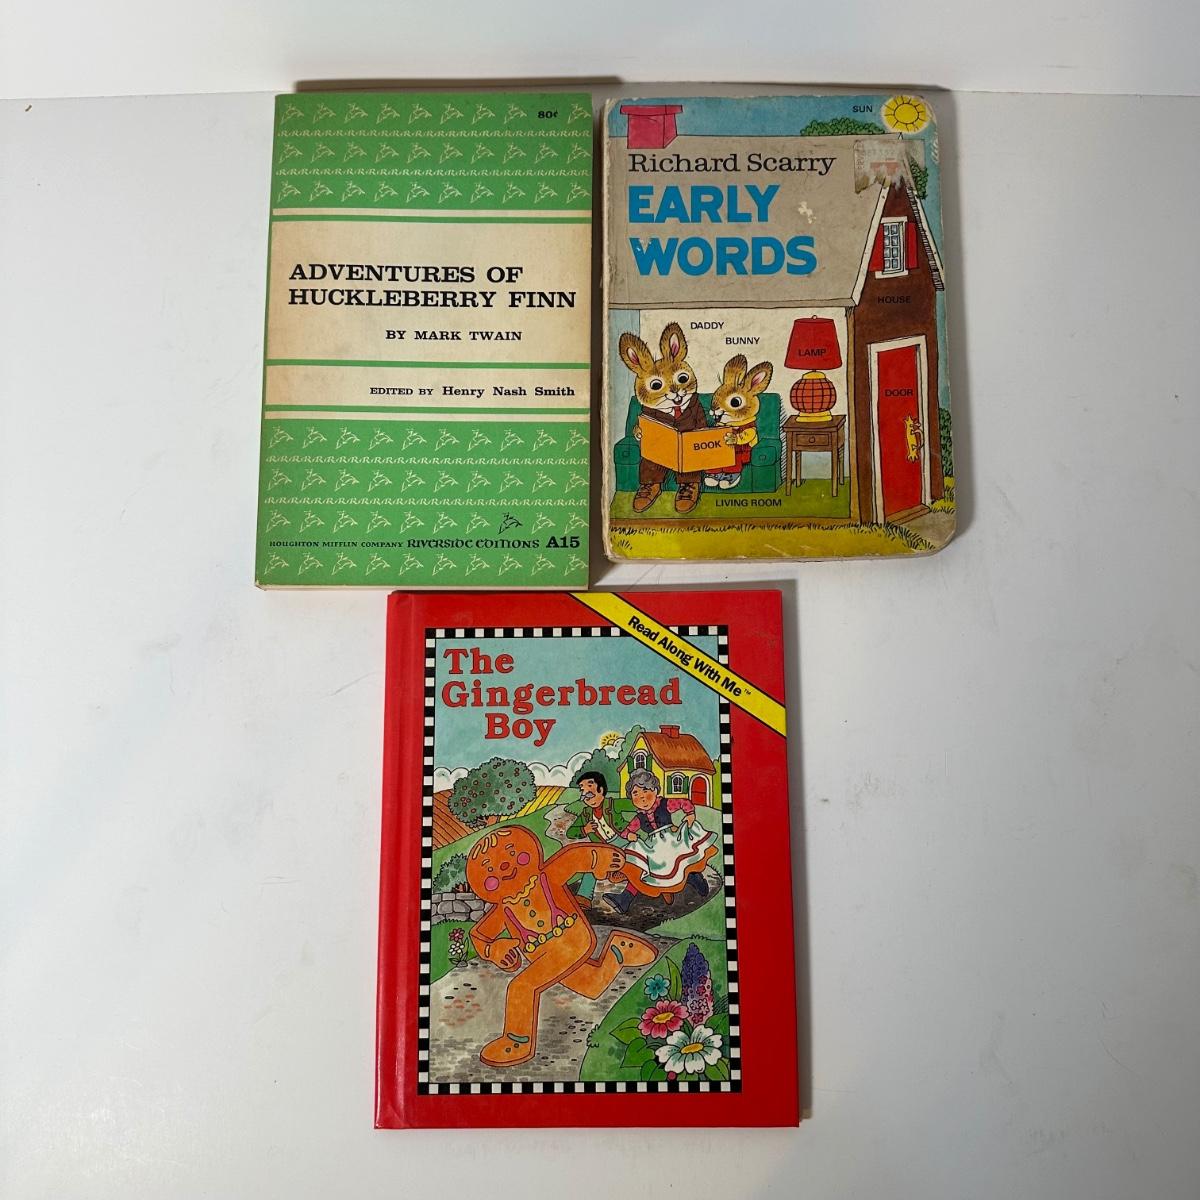 80¢
ADVENTURES OF
HUCKLEBERRY FINN
BY MARK TWAIN
EDITED BY Henry Nash Smith
HOUGHTON MIFFLIN COMPANY RIVERSIDE EDITIONS A15
SUN
Richard Scarry
EARLY
WORDS
HOUSE
DADDY
BUNNY
LAMP
DOOR
BOOK
LIVING ROOM
Read Along With Me™
The
Gingerbread
Boy